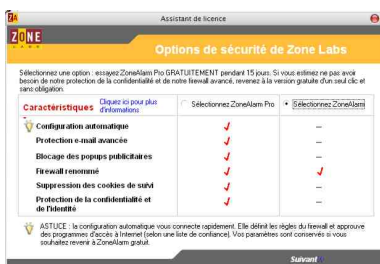 ZA Assistant de licence
ZONE
LABS
Options de sécurité de Zone Labs
Sélectionnez une option : essayez ZoneAlarm Pro GRATUITEMENT pendant 15 jours. Si vous estimez ne pas avoir
besoin de notre protection de la confidentialité et de notre firewall avancé, revenez à la version gratuite d'un seul clic et
sans obligation.
Caractéristiques Cliquez ici pour plus d'informations Sélectionnez ZoneAlarm Pro Sélectionnez ZoneAlarm
Configuration automatique –
Protection e-mail avancée –
Blocage des popups publicitaires –
Firewall renommé
Suppression des cookies de suivi –
Protection de la confidentialité et –
de l'identité
ASTUCE : la configuration automatique vous connecte rapidement. Elle définit les règles du firewall et approuve
des programmes d'accès à Internet (selon une liste de confiance). Vos paramètres sont conservés si vous
souhaitez revenir à ZoneAlarm gratuit.
Suivant